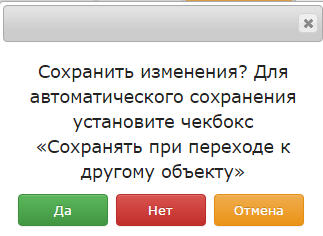 Сохранить изменения? Для
автоматического сохранения
установите чекбокс
«Сохранять при переходе к
другому объекту»
Да Нет Отмена